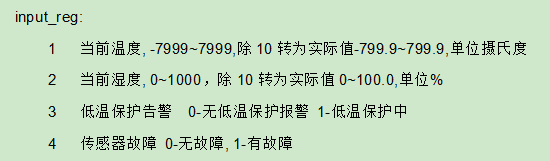 input_reg:
1 当前温度, -7999~7999,除 10 转为实际值-799.9~799.9,单位摄氏度
2 当前湿度, 0~1000，除 10 转为实际值 0~100.0,单位%
3 低温保护告警 0-无低温保护报警 1-低温保护中
4 传感器故障 0-无故障, 1-有故障